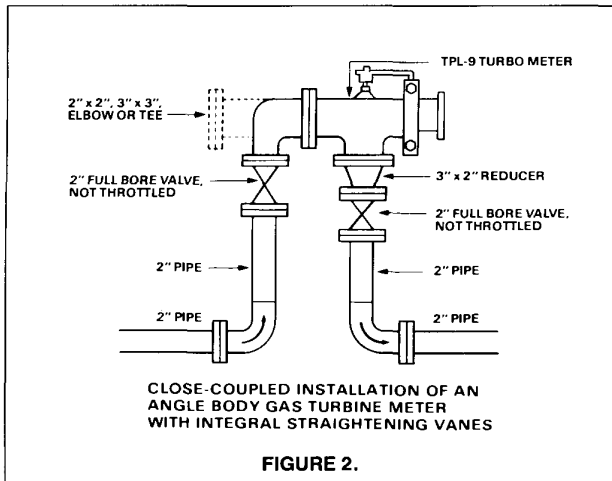 TPL-9 TURBO METER
2" x 2", 3" x 3",
ELBOW OR TEE
2" FULL BORE VALVE,
NOT THROTTLED
3" x 2" REDUCER
2" FULL BORE VALVE,
NOT THROTTLED
2" PIPE
2" PIPE
2" PIPE
2" PIPE
CLOSE-COUPLED INSTALLATION OF AN
ANGLE BODY GAS TURBINE METER
WITH INTEGRAL STRAIGHTENING VANES
FIGURE 2.